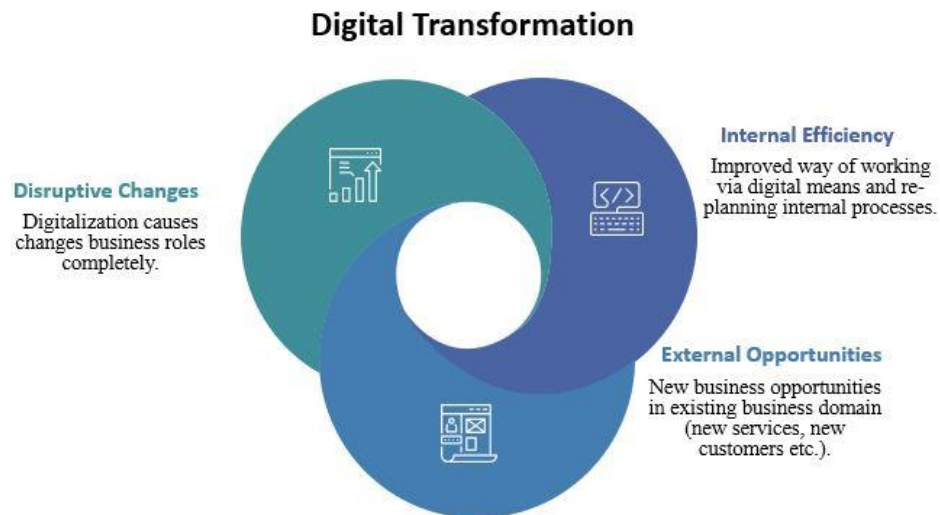 Digital Transformation
Disruptive Changes
Digitalization causes
changes business roles
completely.
Internal Efficiency
Improved way of working
via digital means and re-
planning internal processes.
External Opportunities
New business opportunities
in existing business domain
(new services, new
customers etc.).